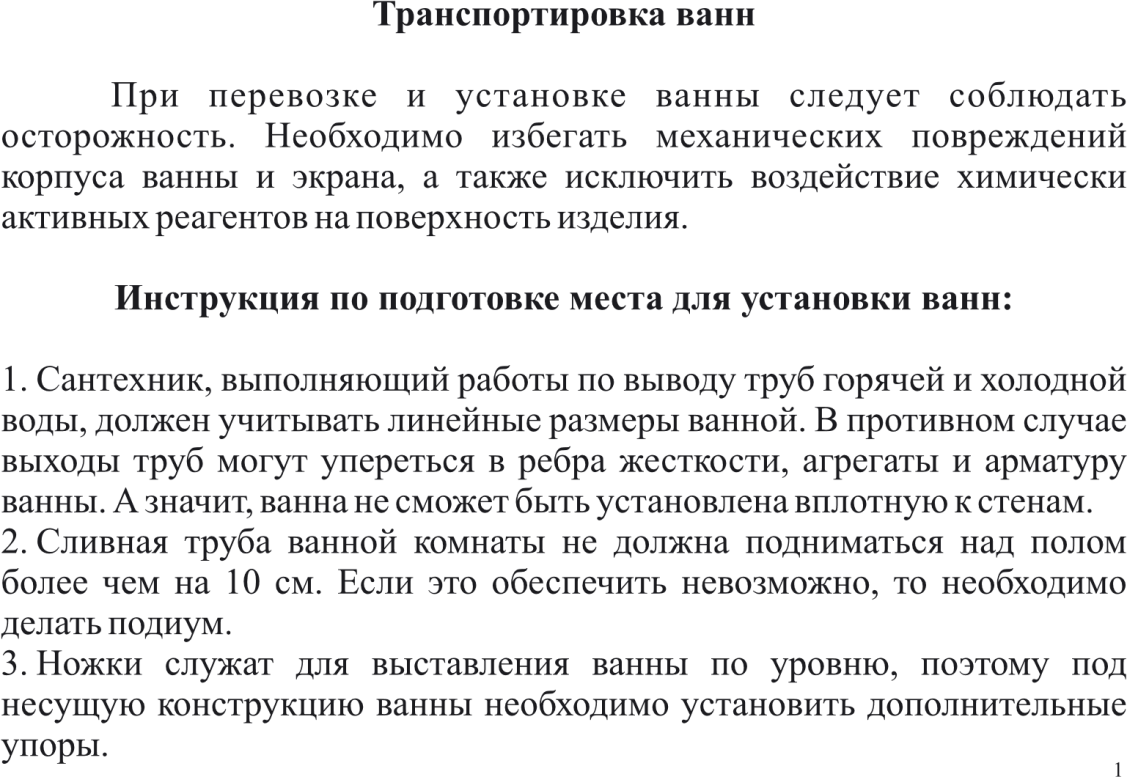 Транспортировка ванн
При перевозке и установке ванны следует соблюдать
осторожность. Необходимо избегать механических повреждений
корпуса ванны и экрана, а также исключить воздействие химически
активных реагентов на поверхность изделия.
Инструкция по подготовке места для установки ванн:
1. Сантехник, выполняющий работы по выводу труб горячей и холодной
воды, должен учитывать линейные размеры ванной. В противном случае
выходы труб могут упереться в ребра жесткости, агрегаты и арматуру
ванны. А значит, ванна не сможет быть установлена вплотную к стенам.
2. Сливная труба ванной комнаты не должна подниматься над полом
более чем на 10 см. Если это обеспечить невозможно, то необходимо
делать подиум.
3. Ножки служат для выставления ванны по уровню, поэтому под
несущую конструкцию ванны необходимо установить дополнительные
упоры.
1